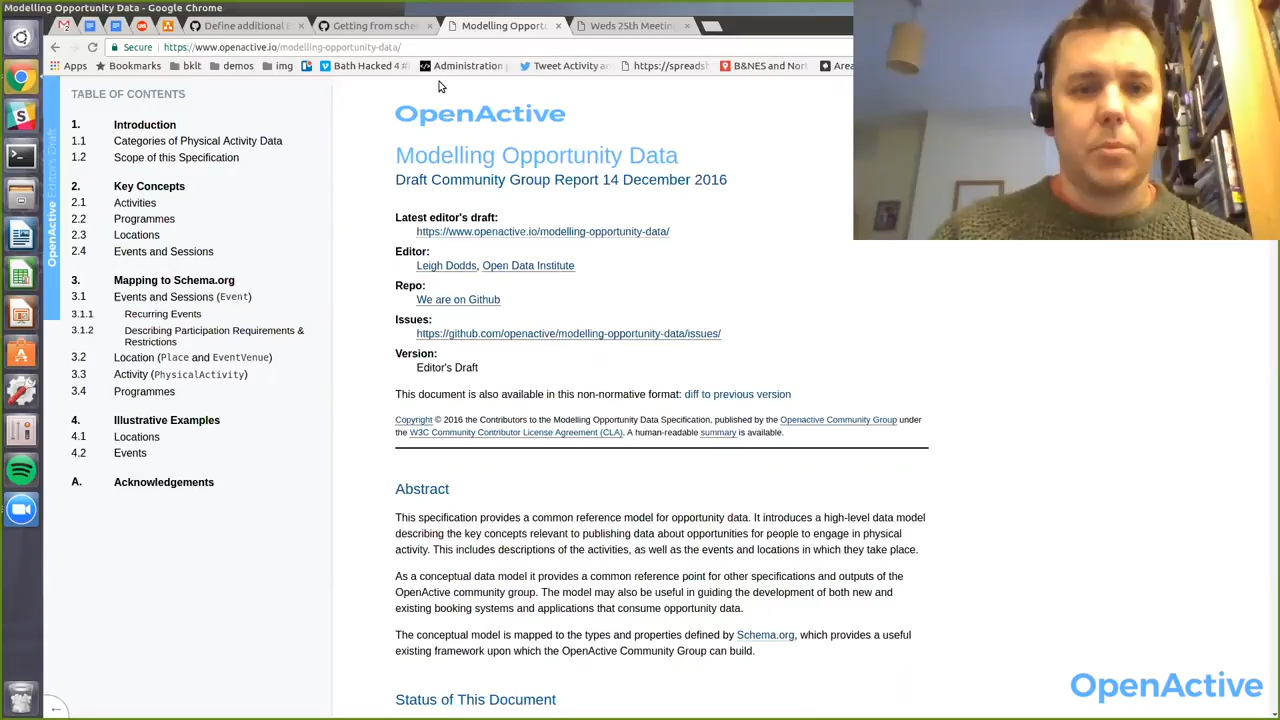 Modelling Opportunity Data - Google Chrome
Define additional E
Getting from sche
Modelling Opportu
Weds 25th Meetin
Secure
https://www.openactive.io/modelling-opportunity-data/
Apps
Bookmarks
bklt
demos
img
Bath Hacked 4
Administration
Tweet Activity an
https://spreads
B&NES and Nor
Area
OpenActive Editor's Draft
TABLE OF CONTENTS
1. Introduction
1.1 Categories of Physical Activity Data
1.2 Scope of this Specification
2. Key Concepts
2.1 Activities
2.2 Programmes
2.3 Locations
2.4 Events and Sessions
3. Mapping to Schema.org
3.1 Events and Sessions (Event)
3.1.1 Recurring Events
3.1.2 Describing Participation Requirements &
Restrictions
3.2 Location (Place and EventVenue)
3.3 Activity (PhysicalActivity)
3.4 Programmes
4. Illustrative Examples
4.1 Locations
4.2 Events
A. Acknowledgements
OpenActive
Modelling Opportunity Data
Draft Community Group Report 14 December 2016
Latest editor's draft:
https://www.openactive.io/modelling-opportunity-data/
Editor:
Leigh Dodds, Open Data Institute
Repo:
We are on Github
Issues:
https://github.com/openactive/modelling-opportunity-data/issues/
Version:
Editor's Draft
This document is also available in this non-normative format: diff to previous version
Copyright © 2016 the Contributors to the Modelling Opportunity Data Specification, published by the Openactive Community Group under
the W3C Community Contributor License Agreement (CLA). A human-readable summary is available.
Abstract
This specification provides a common reference model for opportunity data. It introduces a high-level data model
describing the key concepts relevant to publishing data about opportunities for people to engage in physical
activity. This includes descriptions of the activities, as well as the events and locations in which they take place.
As a conceptual data model it provides a common reference point for other specifications and outputs of the
OpenActive community group. The model may also be useful in guiding the development of both new and
existing booking systems and applications that consume opportunity data.
The conceptual model is mapped to the types and properties defined by Schema.org, which provides a useful
existing framework upon which the OpenActive Community Group can build.
Status of This Document
OpenActive